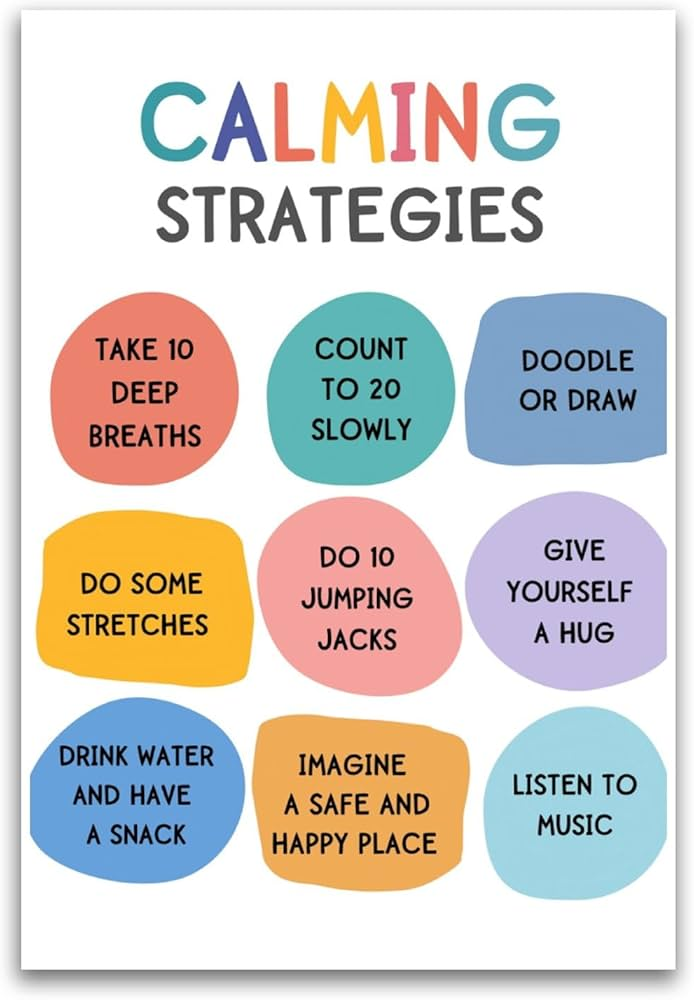 CALMING
STRATEGIES
TAKE 10
DEEP
BREATHS
COUNT
TO 20
SLOWLY
DOODLE
OR DRAW
DO SOME
STRETCHES
DO 10
JUMPING
JACKS
GIVE
YOURSELF
A HUG
DRINK WATER
AND HAVE
A SNACK
IMAGINE
A SAFE AND
HAPPY PLACE
LISTEN TO
MUSIC